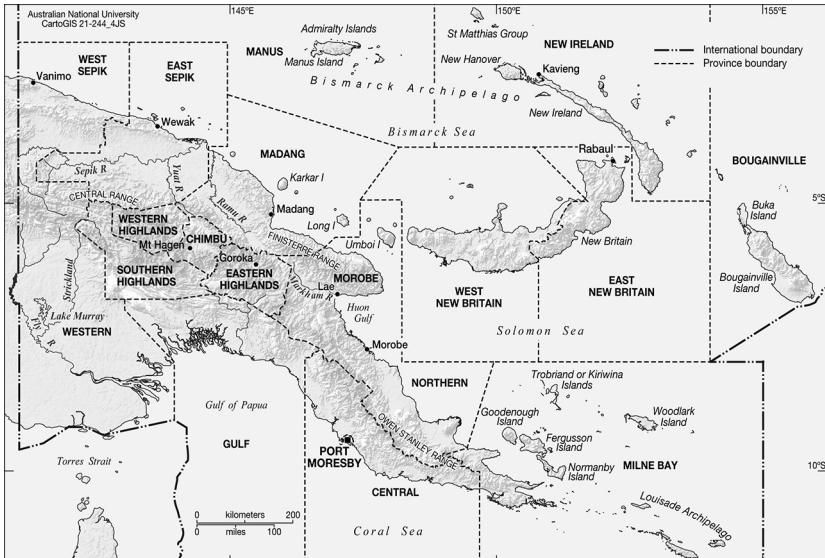 Australian National University
CartoGIS 21-244_4JS
145°E
150°E
155°E
Admiralty Islands
St Matthias Group
MANUS
NEW IRELAND
Manus Island
New Hanover
Kavieng
International boundary
Province boundary
WEST
SEPIK
EAST
SEPIK
Vanimo
Bismarck Archipelago
New Ireland
Wewak
Bismarck Sea
Rabaul
MADANG
BOUGAINVILLE
Sepik R
Yuat R
Karkar I
CENTRAL RANGE
Ramu R
Madang
5°S
Buka
Island
WESTERN
HIGHLANDS
Long I
Mt Hagen
CHIMBU
FINISTERRE RANGE
Umboi I
New Britain
Goroka
SOUTHERN
HIGHLANDS
EASTERN
HIGHLANDS
MOROBE
Lae
Markham R
Bougainville
Island
Strickland
WEST
NEW BRITAIN
EAST
NEW BRITAIN
Huon
Gulf
Lake Murray
Fly R
WESTERN
Solomon Sea
Morobe
NORTHERN
Trobriand or Kiriwina
Islands
Gulf of Papua
Goodenough
Island
Woodlark
Island
GULF
OWEN STANLEY RANGE
Fergusson
Island
PORT
MORESBY
Torres Strait
Normanby
Island
MILNE BAY
10°S
CENTRAL
Louisade Archipelago
0 kilometers 200
0 miles 100
Coral Sea